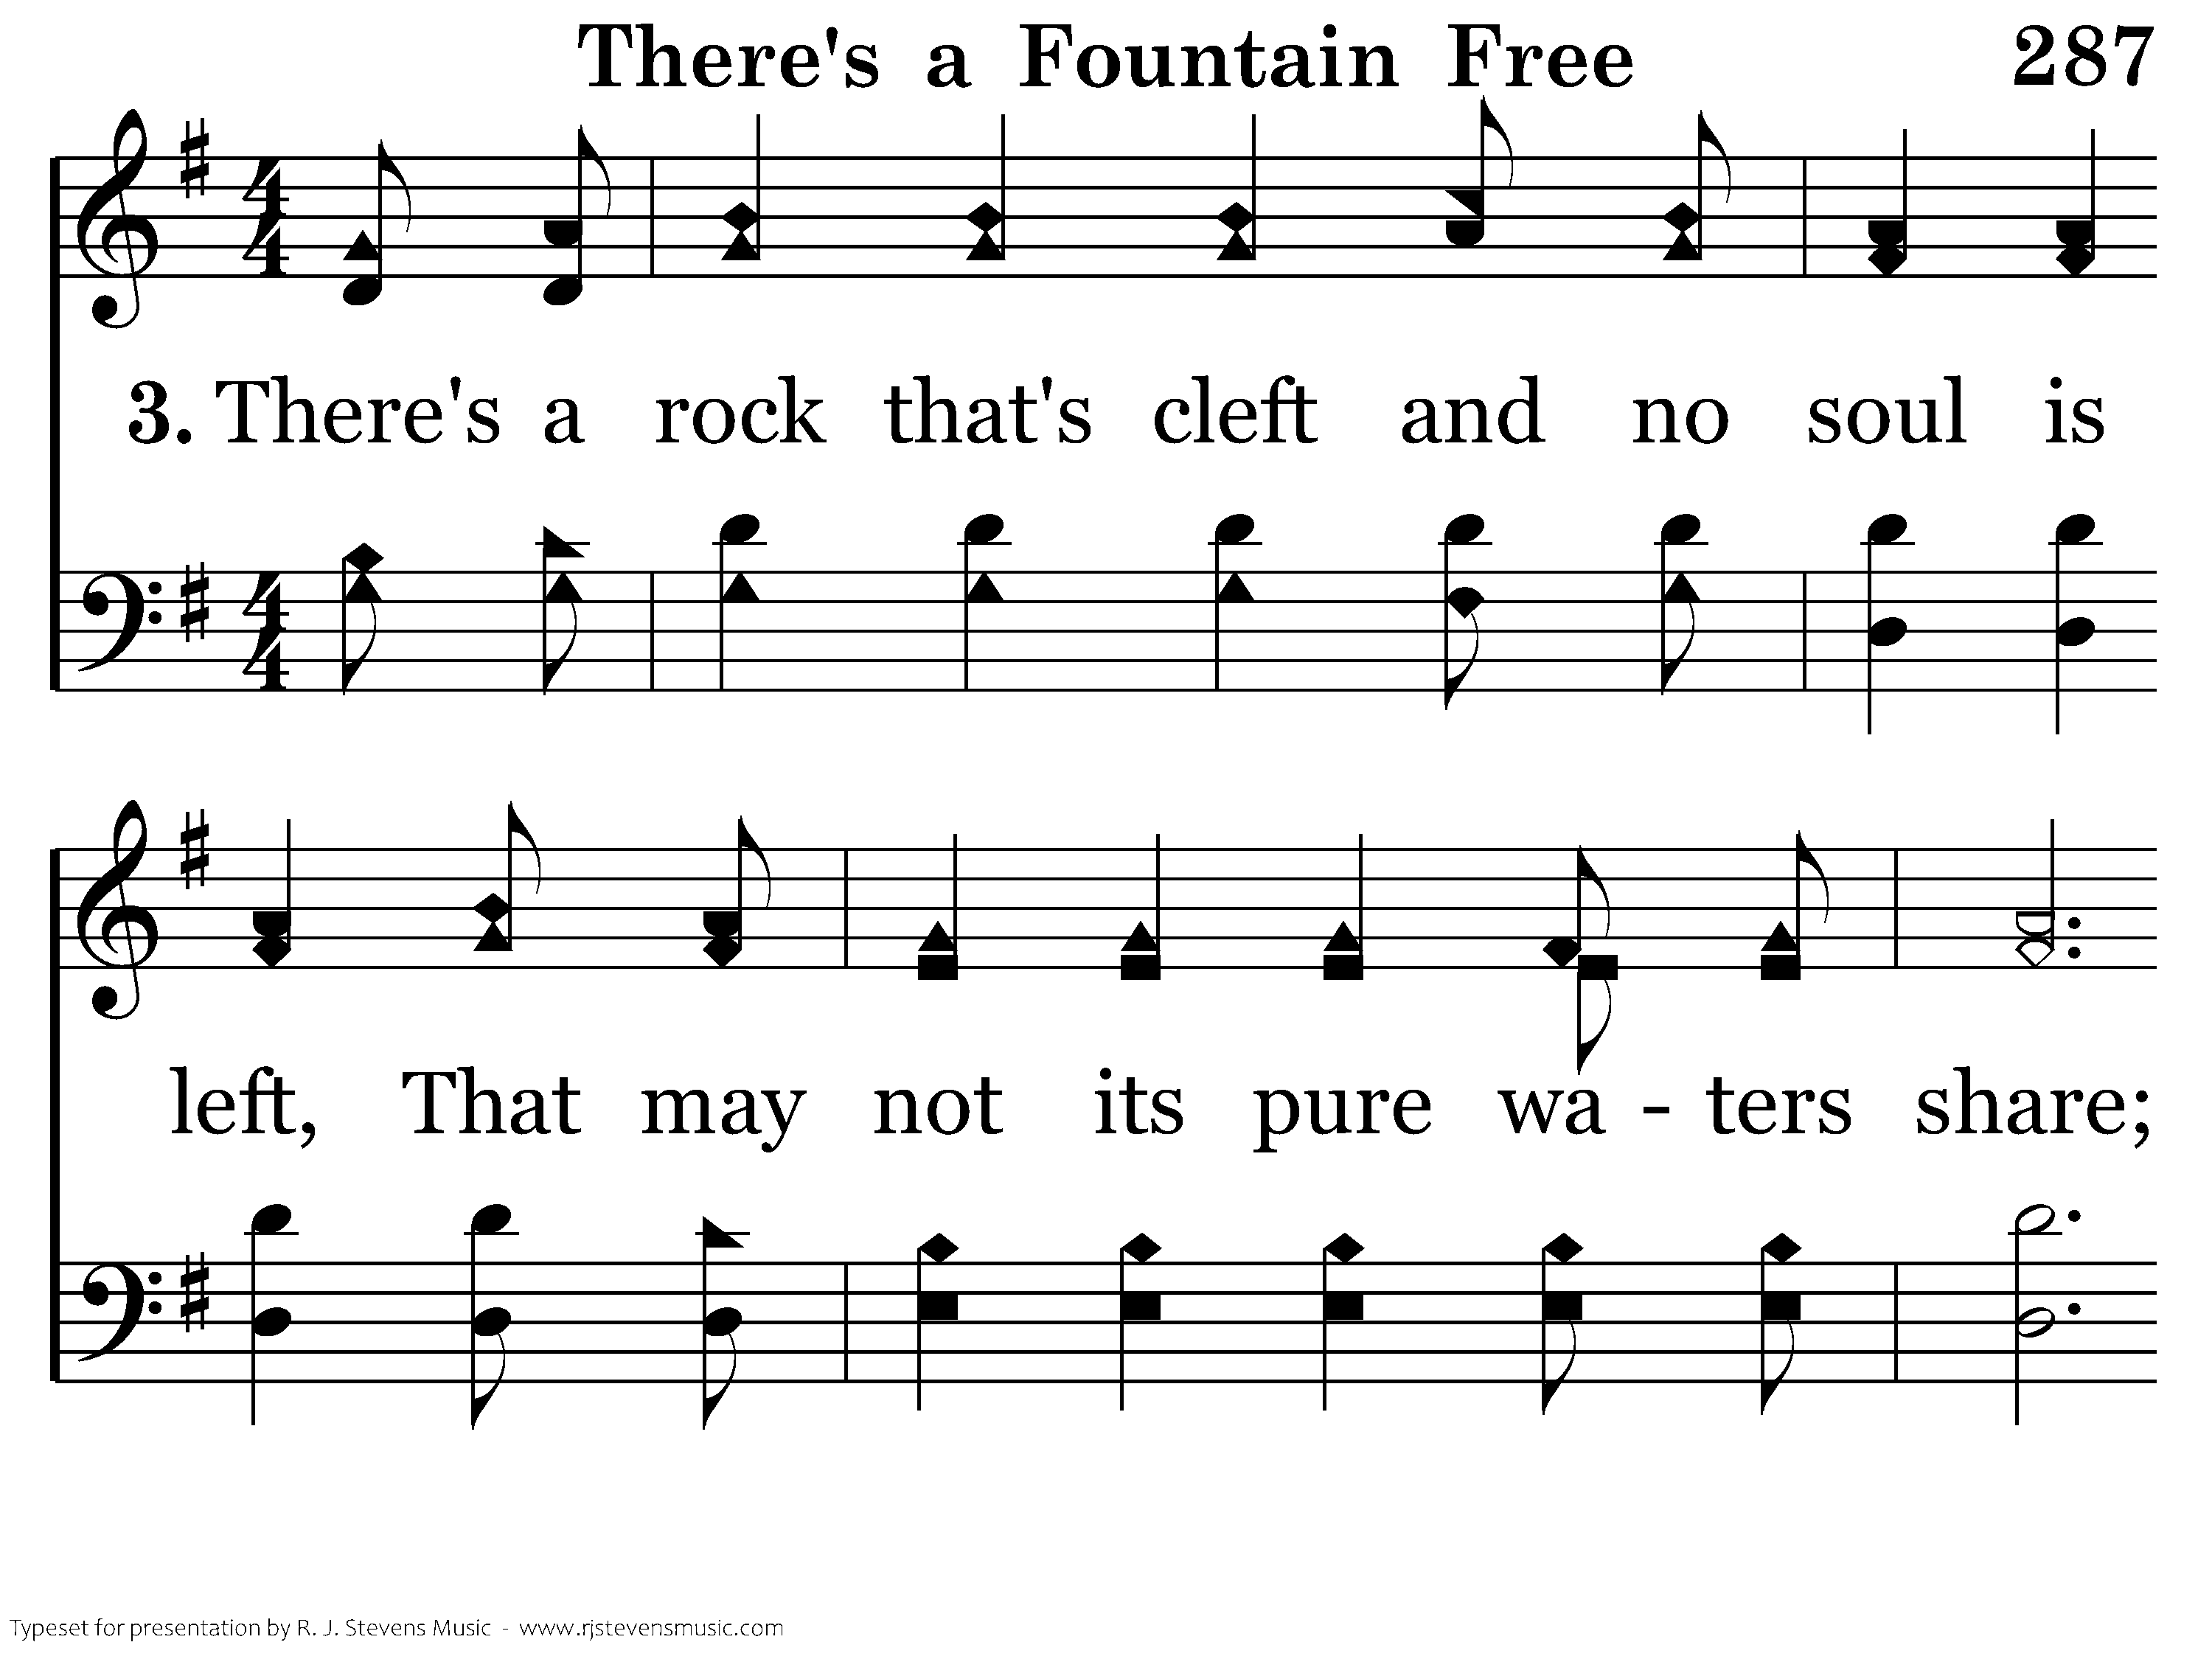 There's a Fountain Free 287
3. There's a rock that's cleft and no soul is
left, That may not its pure wa - ters share;
Typeset for presentation by R. J. Stevens Music - www.rjstevensmusic.com